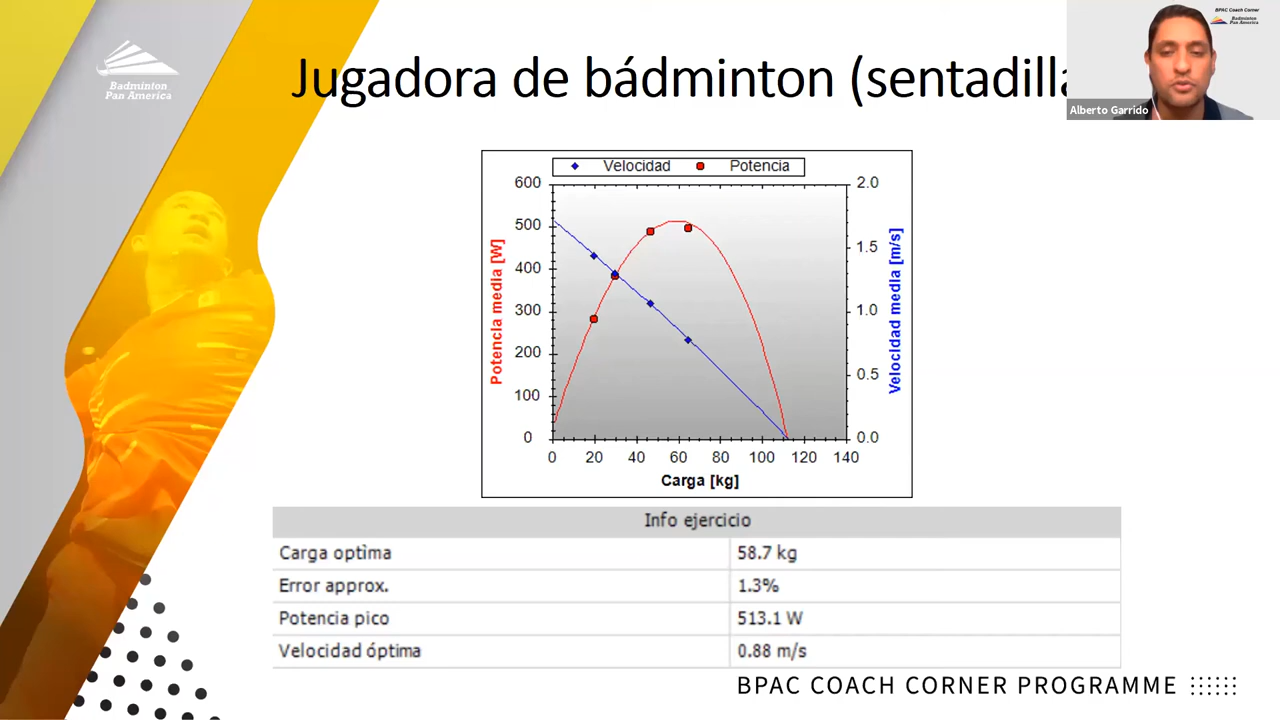 Badminton
Pan America
Jugadora de bádminton (sentadilla
BPAC Coach Corner
Badminton
Pan America
Alberto Garrido
Velocidad Potencia
600
500
400
300
200
100
0
2.0
1.5
1.0
0.5
0.0
Potencia media [W]
Velocidad media [m/s]
0 20 40 60 80 100 120 140
Carga [kg]
Info ejercicio
Carga optima 58.7 kg
Error approx. 1.3%
Potencia pico 513.1 W
Velocidad óptima 0.88 m/s
BPAC COACH CORNER PROGRAMME